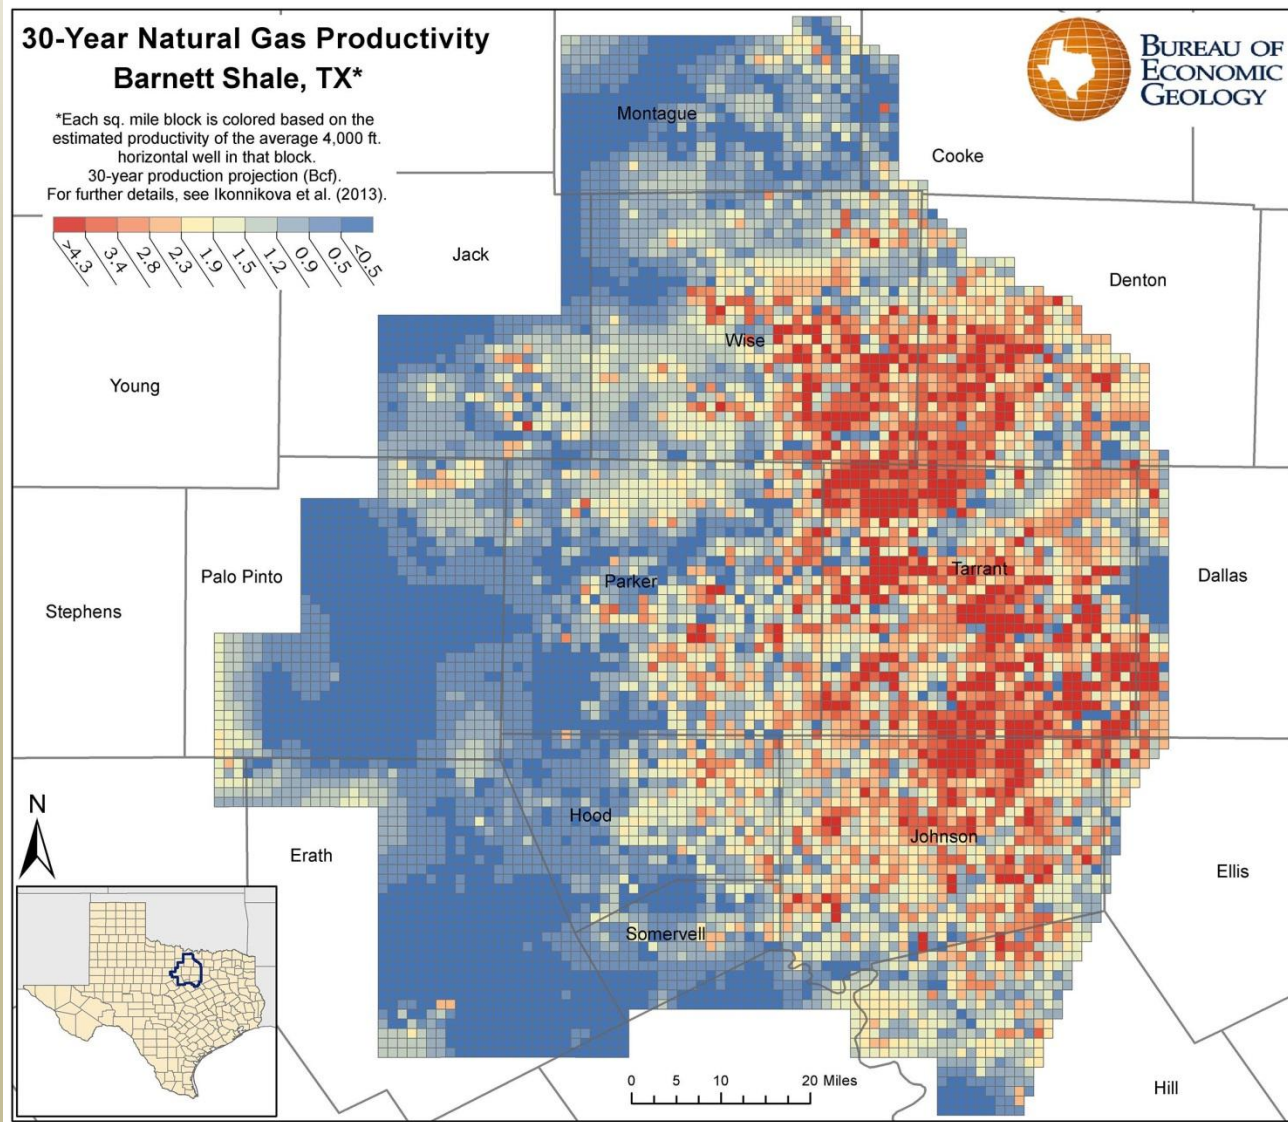 30-Year Natural Gas Productivity
Barnett Shale, TX*
*Each sq. mile block is colored based on the
estimated productivity of the average 4,000 ft.
horizontal well in that block.
30-year production projection (Bcf).
For further details, see Ikonnikova et al. (2013).
>4.3 3.4 2.8 2.3 1.9 1.5 1.2 0.9 0.5 <0.5
BUREAU OF
ECONOMIC
GEOLOGY
Montague
Cooke
Jack
Denton
Wise
Young
Palo Pinto
Parker
Tarrant
Dallas
Stephens
Hood
Johnson
Erath
Ellis
Somervell
Hill
N
0 5 10 20 Miles